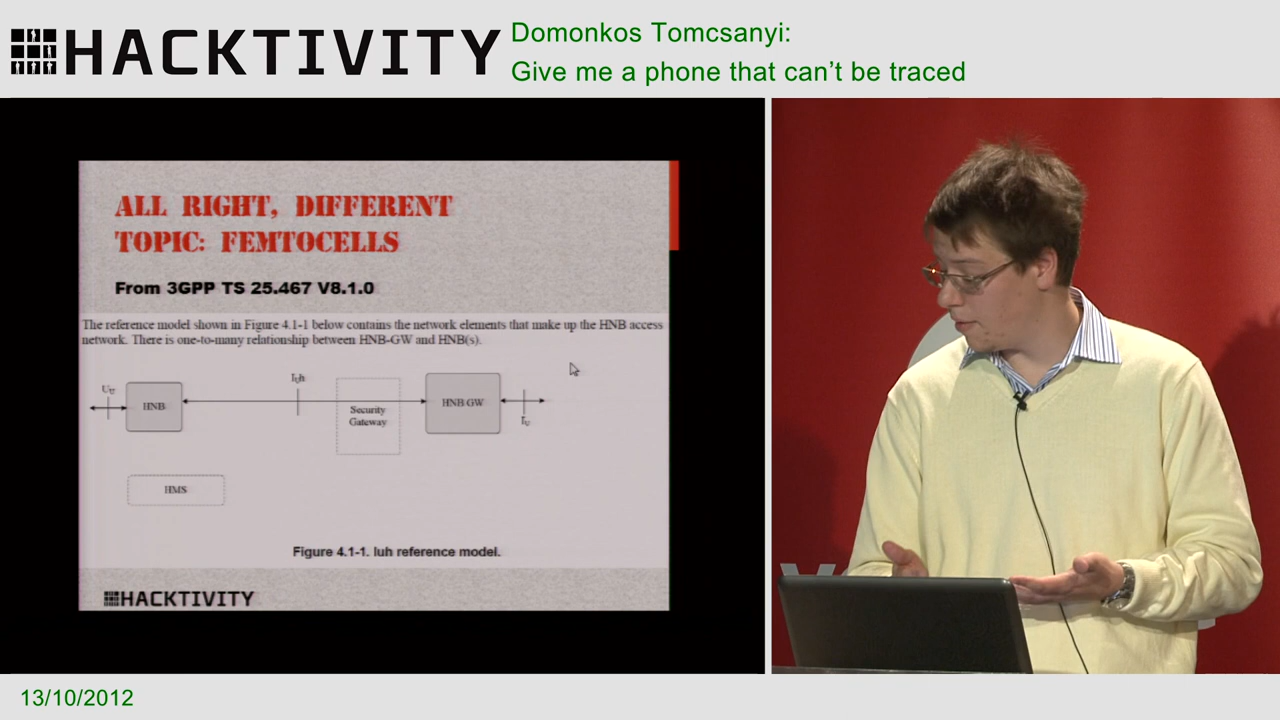 HACKTIVITY
Domonkos Tomcsanyi:
Give me a phone that can't be traced
ALL RIGHT, DIFFERENT
TOPIC: FEMTOCELLS
From 3GPP TS 25.467 V8.1.0
The reference model shown in Figure 4.1-1 below contains the network elements that make up the HNB access
network. There is one-to-many relationship between HNB-GW and HNB(s).
Uu
HNB
Iuh
Security
Gateway
HNB GW
Iu
HMS
Figure 4.1-1. Iuh reference model.
HACKTIVITY
13/10/2012